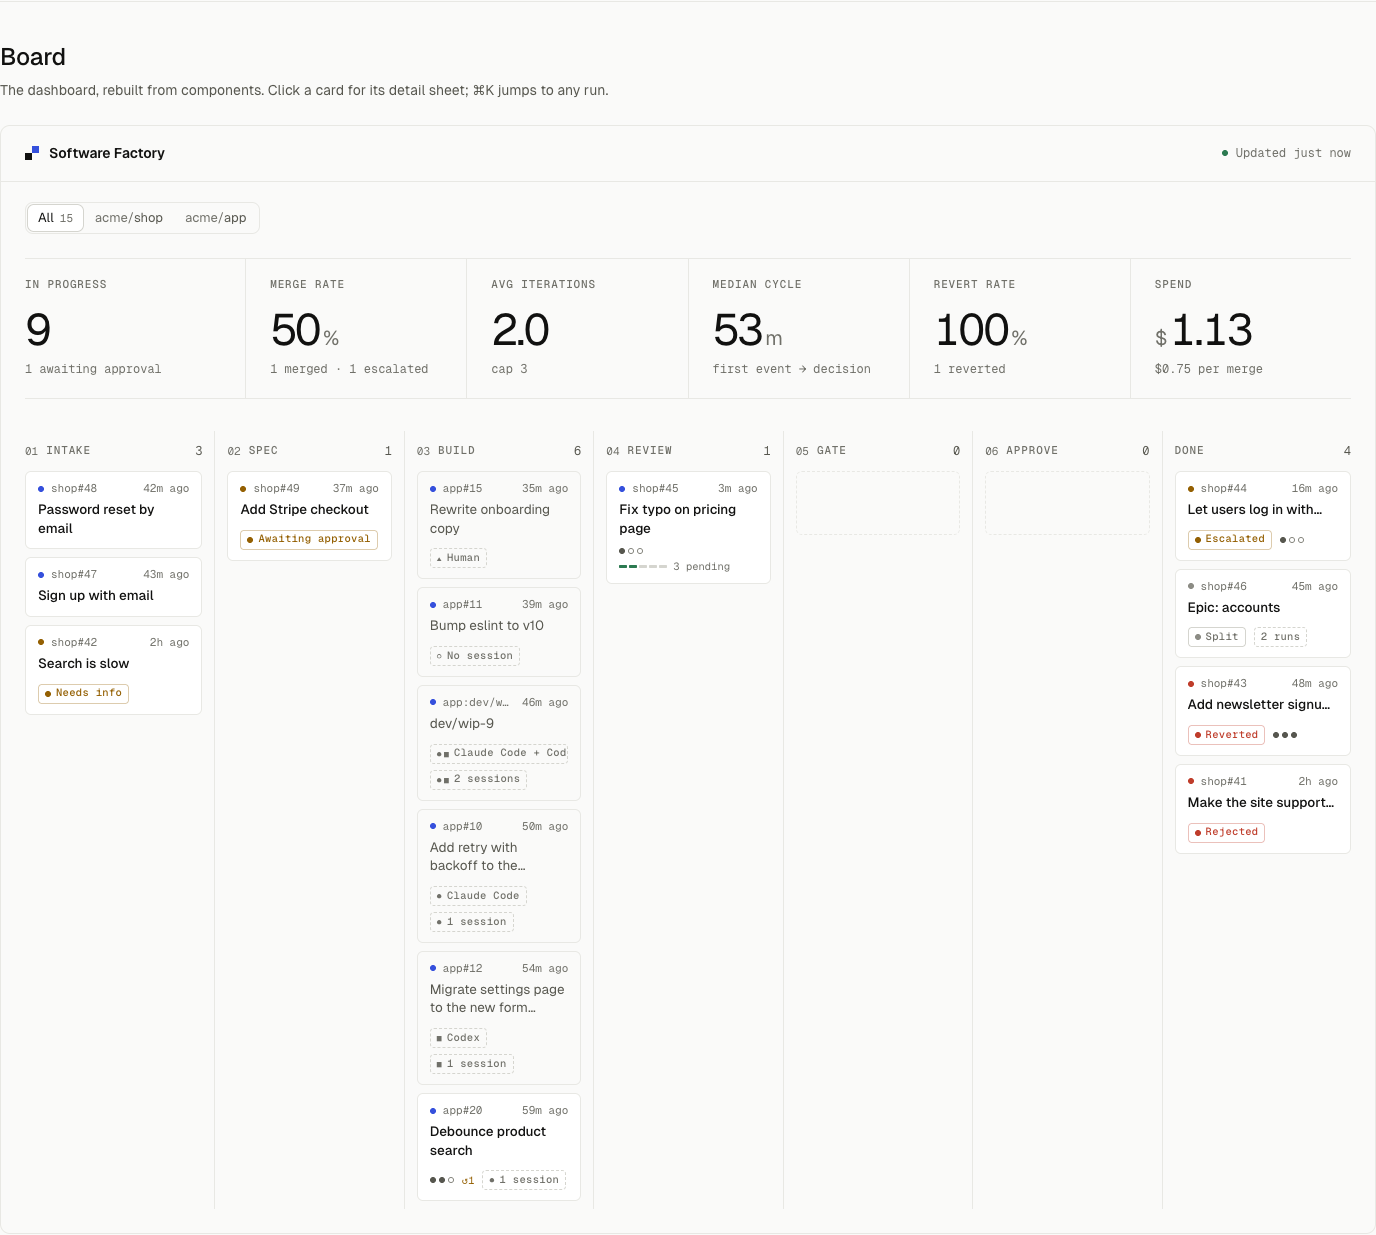 Board
The dashboard, rebuilt from components. Click a card for its detail sheet; ⌘K jumps to any run.
Software Factory
Updated just now
All 15 acme/shop acme/app
IN PROGRESS
9
1 awaiting approval
MERGE RATE
50%
1 merged · 1 escalated
AVG ITERATIONS
2.0
cap 3
MEDIAN CYCLE
53m
first event → decision
REVERT RATE
100%
1 reverted
SPEND
$1.13
$0.75 per merge
01 INTAKE 3
shop#48 42m ago
Password reset by
email
shop#47 43m ago
Sign up with email
shop#42 2h ago
Search is slow
Needs info
02 SPEC 1
shop#49 37m ago
Add Stripe checkout
Awaiting approval
03 BUILD 6
app#15 35m ago
Rewrite onboarding
copy
Human
app#11 39m ago
Bump eslint to v10
No session
app:dev/w… 46m ago
dev/wip-9
Claude Code + Cod
2 sessions
app#10 50m ago
Add retry with
backoff to the…
Claude Code
1 session
app#12 54m ago
Migrate settings page
to the new form…
Codex
1 session
app#20 59m ago
Debounce product
search
↺1 1 session
04 REVIEW 1
shop#45 3m ago
Fix typo on pricing
page
3 pending
05 GATE 0
06 APPROVE 0
DONE 4
shop#44 16m ago
Let users log in with…
Escalated
shop#46 45m ago
Epic: accounts
Split 2 runs
shop#43 48m ago
Add newsletter signu…
Reverted
shop#41 2h ago
Make the site support…
Rejected